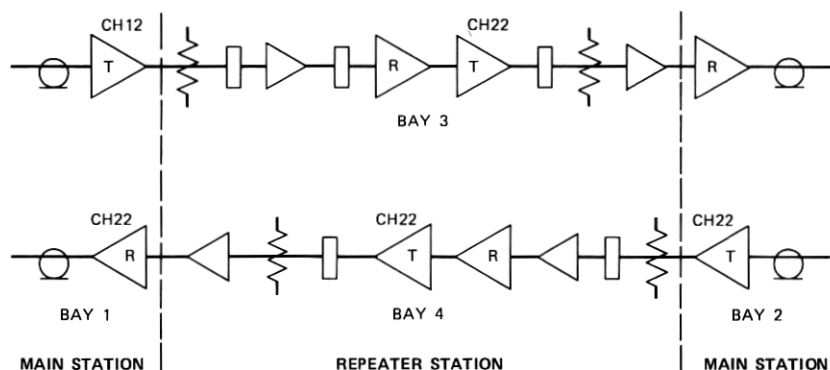 CH12 CH22
T R T R
BAY 3
CH22 CH22 CH22
R T R T
BAY 1 BAY 4 BAY 2
MAIN STATION REPEATER STATION MAIN STATION